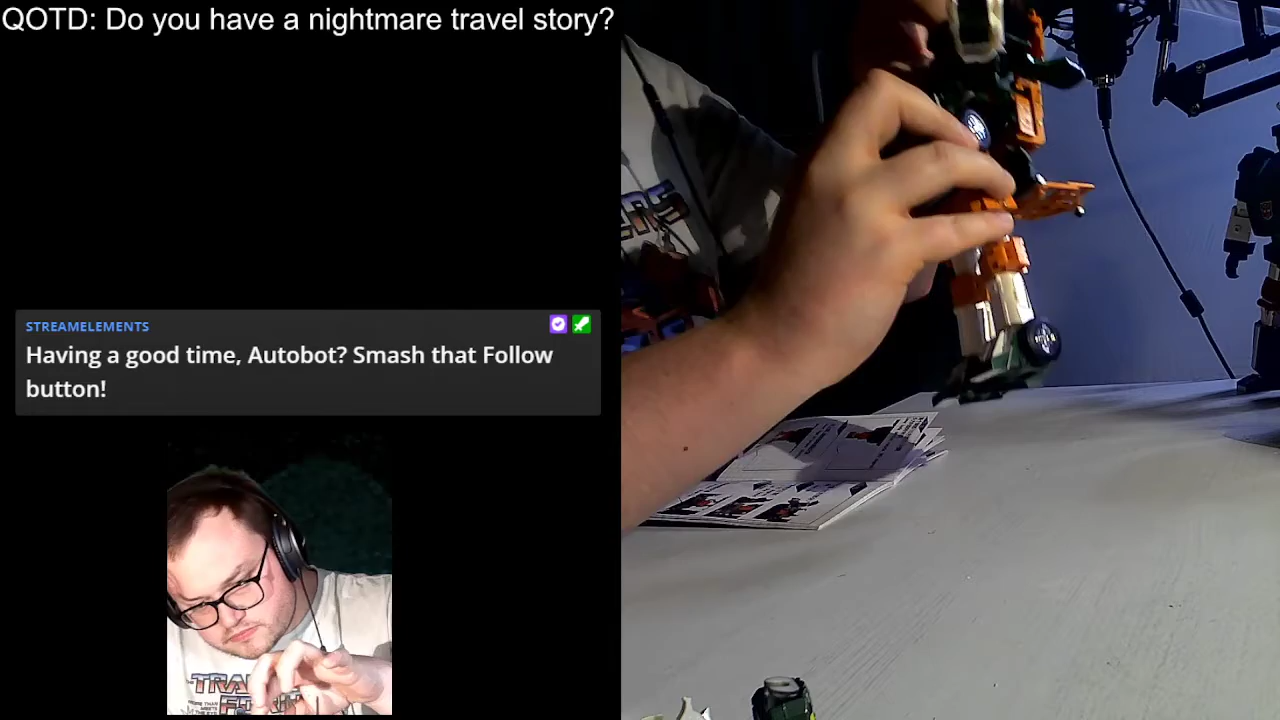 QOTD: Do you have a nightmare travel story?
STREAMELEMENTS
Having a good time, Autobot? Smash that Follow
button!